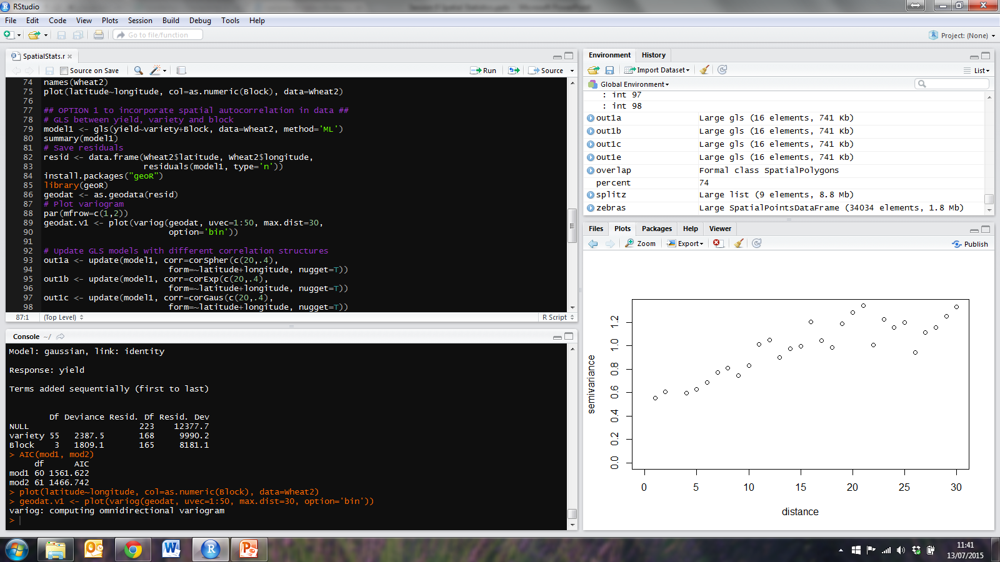 RStudio
File Edit Code View Plots Session Build Debug Tools Help
Go to file/function
Project: (None)
SpatialStats.r
Source on Save
Run
Source
74 names(Wheat2)
75 plot(latitude~longitude, col=as.numeric(Block), data=Wheat2)
76
77 ## OPTION 1 to incorporate spatial autocorrelation in data ##
78 # GLS between yield, variety and block
79 model1 <- gls(yield~variety+Block, data=Wheat2, method='ML')
80 summary(model1)
81 # Save residuals
82 resid <- data.frame(Wheat2$latitude, Wheat2$longitude,
83 residuals(model1, type='n'))
84 install.packages("geoR")
85 library(geoR)
86 geodat <- as.geodata(resid)
87 # Plot variogram
88 par(mfrow=c(1,2))
89 geodat.v1 <- plot(variog(geodat, uvec=1:50, max.dist=30,
90 option='bin'))
91
92 # Update GLS models with different correlation structures
93 out1a <- update(model1, corr=corSpher(c(20,.4),
94 form=~latitude+longitude, nugget=T))
95 out1b <- update(model1, corr=corExp(c(20,.4),
96 form=~latitude+longitude, nugget=T))
97 out1c <- update(model1, corr=corGaus(c(20,.4),
98 form=~latitude+longitude, nugget=T))
87:1 (Top Level) R Script
Console ~/
Model: gaussian, link: identity
Response: yield
Terms added sequentially (first to last)
Df Deviance Resid. Df Resid. Dev
NULL 223 12377.7
variety 55 2387.5 168 9990.2
Block 3 1809.1 165 8181.1
> AIC(mod1, mod2)
df AIC
mod1 60 1561.622
mod2 61 1466.742
> plot(latitude~longitude, col=as.numeric(Block), data=Wheat2)
> geodat.v1 <- plot(variog(geodat, uvec=1:50, max.dist=30, option='bin'))
variog: computing omnidirectional variogram
>
Environment History
Import Dataset
List
Global Environment
: int 97
: int 98
out1a Large gls (16 elements, 741 Kb)
out1b Large gls (16 elements, 741 Kb)
out1c Large gls (16 elements, 741 Kb)
out1e Large gls (16 elements, 741 Kb)
overlap Formal class SpatialPolygons
percent 74
splitz Large list (9 elements, 8.8 Mb)
zebras Large SpatialPointsDataFrame (34034 elements, 1.8 Mb)
Files Plots Packages Help Viewer
Zoom Export Publish
semivariance
0.0 0.2 0.4 0.6 0.8 1.0 1.2
0 5 10 15 20 25 30
distance
11:41
13/07/2015